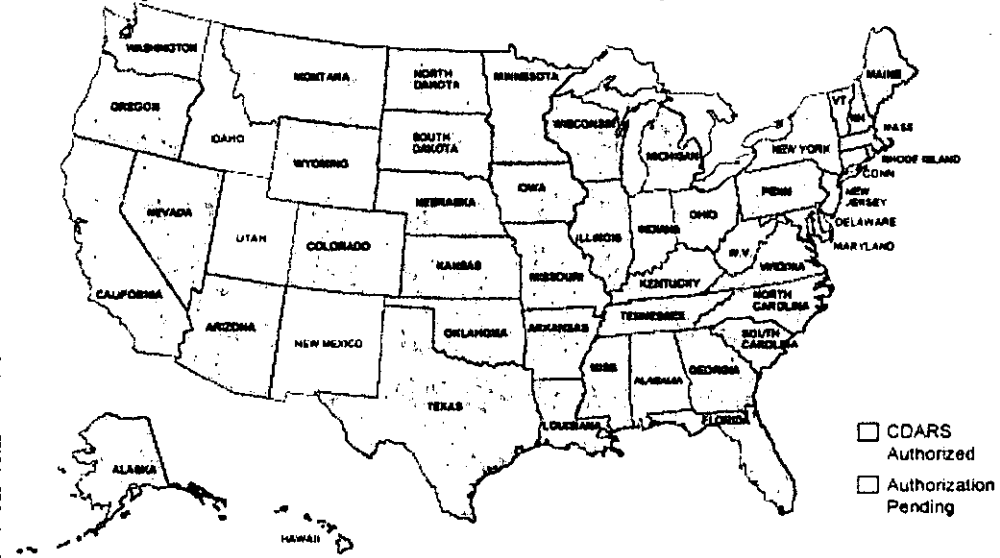 WASHINGTON
MONTANA
NORTH
DAKOTA
MINNESOTA
MAINE
VT
NH
OREGON
IDAHO
WISCONSIN
MASS
SOUTH
DAKOTA
WYOMING
MICHIGAN
NEW YORK
RHODE ISLAND
CONN
IOWA
PENN
NEW
JERSEY
NEBRASKA
NEVADA
OHIO
DELAWARE
UTAH
COLORADO
ILLINOIS
INDIANA
W.V
MARYLAND
KANSAS
MISSOURI
VIRGINIA
KENTUCKY
CALIFORNIA
NORTH
CAROLINA
TENNESSEE
ARIZONA
OKLAHOMA
ARKANSAS
SOUTH
CAROLINA
NEW MEXICO
MISS
ALABAMA
GEORGIA
TEXAS
LOUISIANA
FLORIDA
CDARS
Authorized
ALASKA
Authorization
Pending
HAWAII